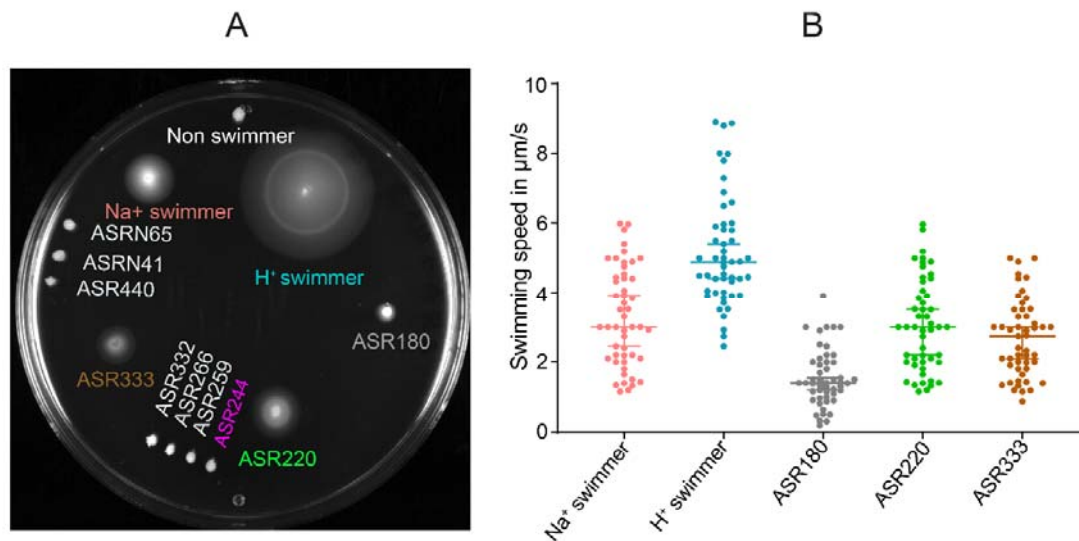 A
Non swimmer
Na+ swimmer
ASRN65
ASRN41
ASR440
H⁺ swimmer
ASR180
ASR333
ASR332
ASR266
ASR259
ASR244
ASR220
B
Swimming speed in µm/s
10
8
6
4
2
0
Na⁺ swimmer
H⁺ swimmer
ASR180
ASR220
ASR333